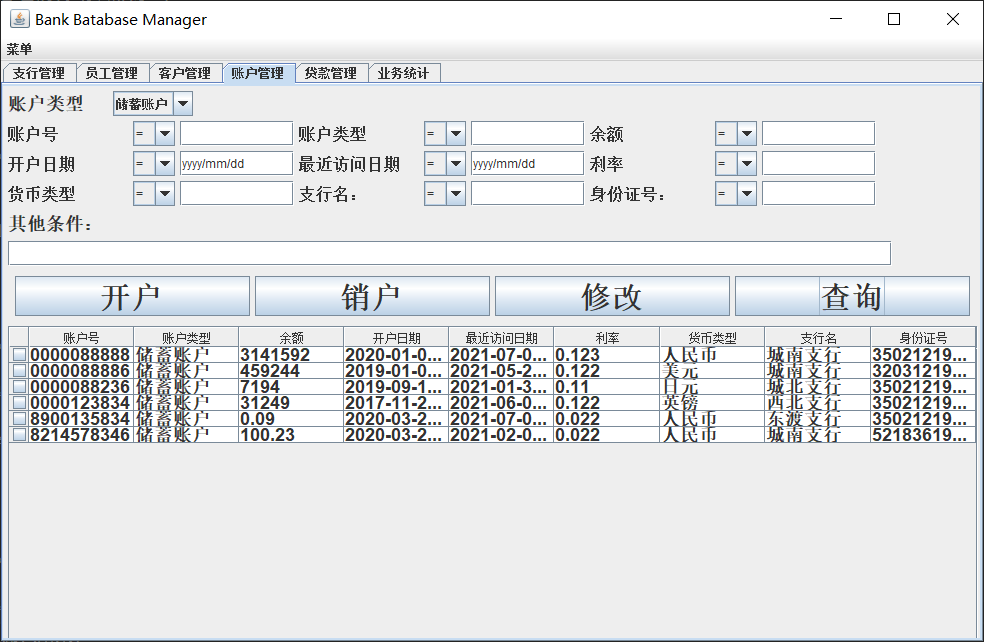 Bank Batabase Manager
菜单
支行管理 员工管理 客户管理 账户管理 贷款管理 业务统计
账户类型 储蓄账户
账户号 = 账户类型 = 余额 =
开户日期 = yyyy/mm/dd 最近访问日期 = yyyy/mm/dd 利率 =
货币类型 = 支行名： = 身份证号： =
其他条件：
开户 销户 修改 查询
账户号 账户类型 余额 开户日期 最近访问日期 利率 货币类型 支行名 身份证号
0000088888 储蓄账户 3141592 2020-01-0... 2021-07-0... 0.123 人民币 城南支行 35021219...
0000088886 储蓄账户 459244 2019-01-0... 2021-05-2... 0.122 美元 城南支行 32031219...
0000088236 储蓄账户 7194 2019-09-1... 2021-01-3... 0.11 日元 城北支行 35021219...
0000123834 储蓄账户 31249 2017-11-2... 2021-06-0... 0.122 英镑 西北支行 35021219...
8900135834 储蓄账户 0.09 2020-03-2... 2021-07-0... 0.022 人民币 东渡支行 35021219...
8214578346 储蓄账户 100.23 2020-03-2... 2021-02-0... 0.022 人民币 城南支行 52183619...